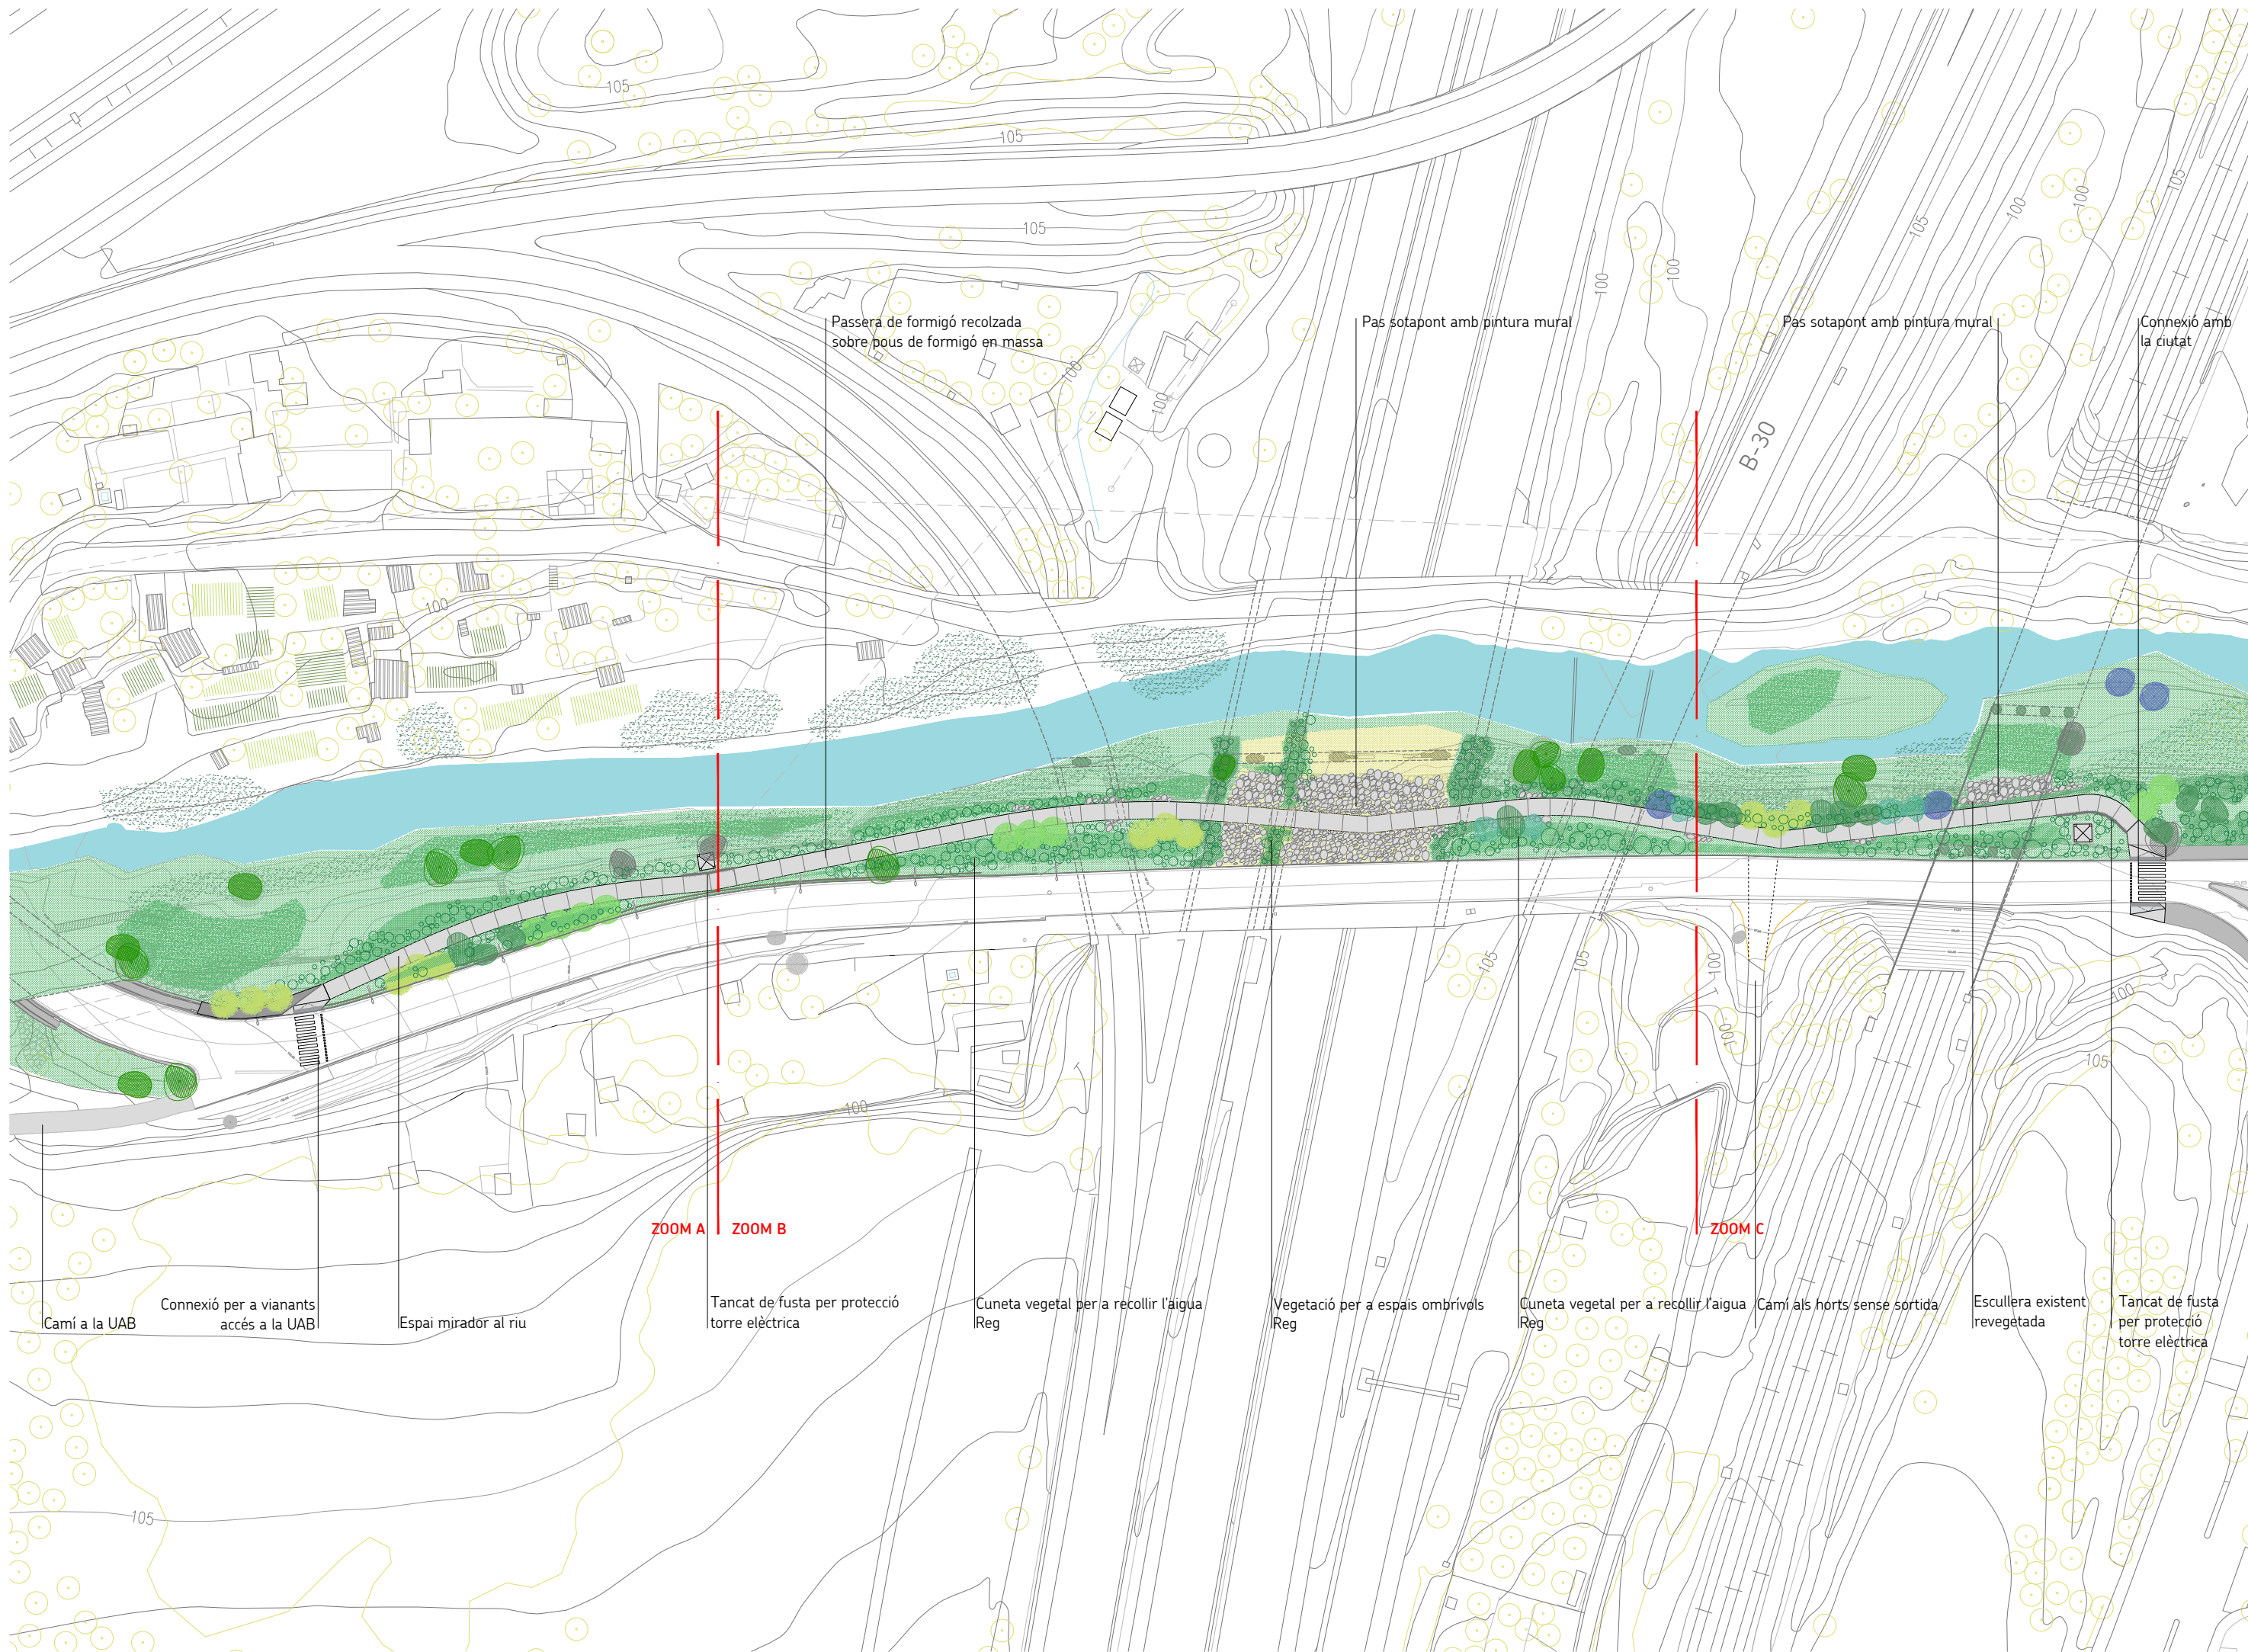 105
105
105
105
100
100
105
100
100
Passera de formigó recolzada
sobre pous de formigó en massa
Pas sotapont amb pintura mural
Pas sotapont amb pintura mural
Connexió amb
la ciutat
100
100
B-30
100
105
105
100
100
100
105
100
ZOOM A
ZOOM B
ZOOM C
Camí a la UAB
Connexió per a vianants
accés a la UAB
Espai mirador al riu
Tancat de fusta per protecció
torre elèctrica
Cuneta vegetal per a recollir l'aigua
Reg
Vegetació per a espais ombrívols
Reg
Cuneta vegetal per a recollir l'aigua
Reg
Camí als horts sense sortida
Escullera existent
revegetada
Tancat de fusta
per protecció
torre elèctrica
105